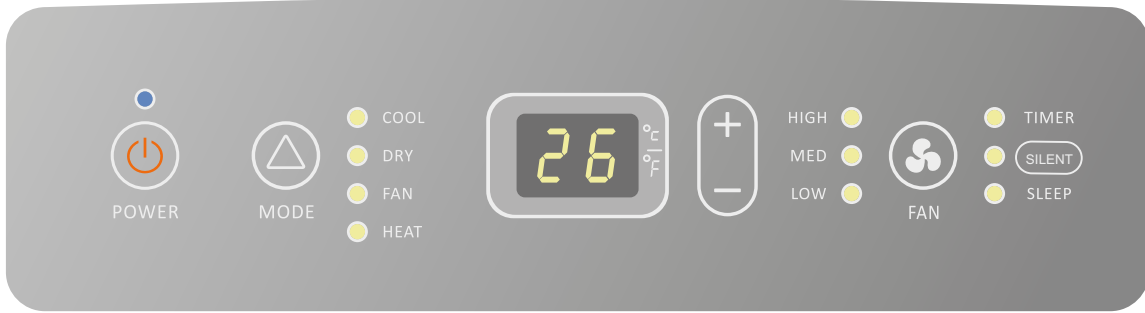 POWER
MODE
COOL
DRY
FAN
HEAT
26
°C
°F
+
−
HIGH
MED
LOW
FAN
TIMER
SILENT
SLEEP